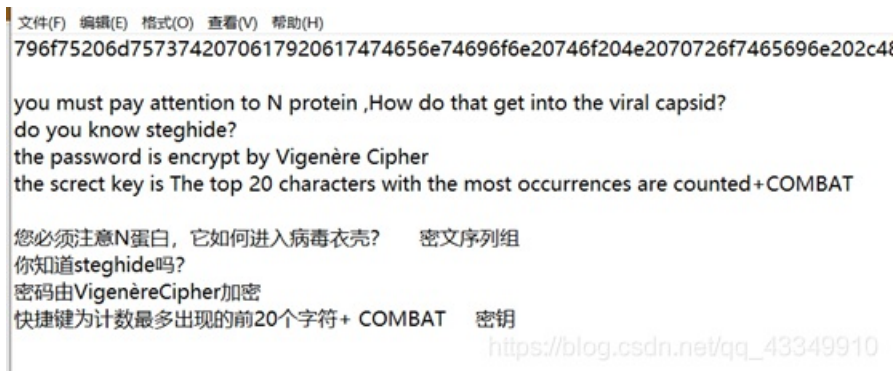 文件(F) 编辑(E) 格式(O) 查看(V) 帮助(H)
796f75206d7573742070617920617474656e74696f6e20746f204e2070726f7465696e202c48
you must pay attention to N protein ,How do that get into the viral capsid?
do you know steghide?
the password is encrypt by Vigenère Cipher
the screct key is The top 20 characters with the most occurrences are counted+COMBAT
您必须注意N蛋白，它如何进入病毒衣壳？ 密文序列组
你知道steghide吗？
密码由VigenèreCipher加密
快捷键为计数最多出现的前20个字符+ COMBAT 密钥
https://blog.csdn.net/qq_43349910